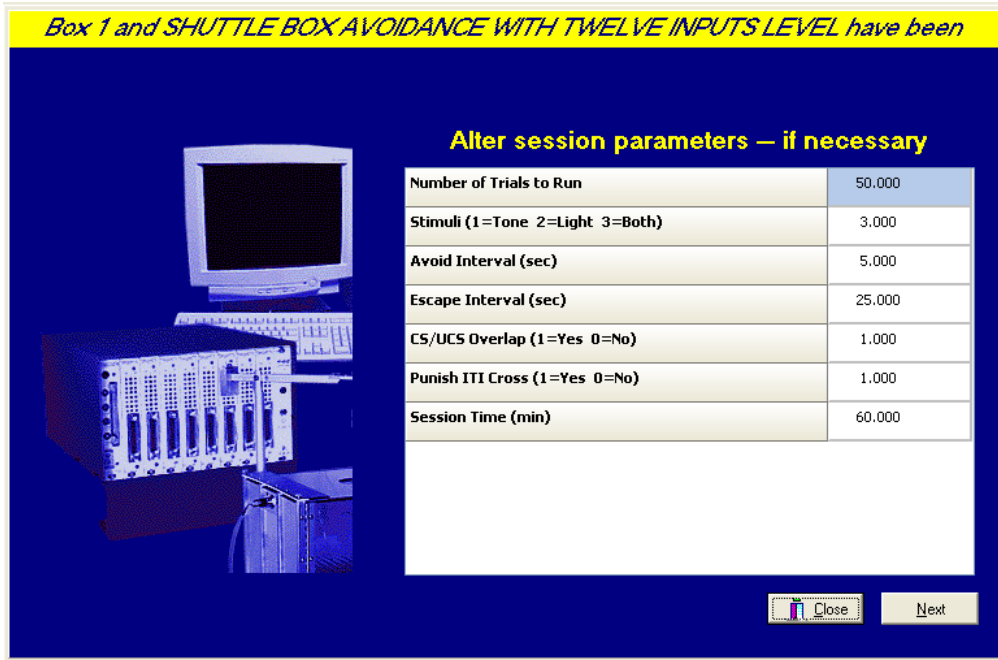 Box 1 and SHUTTLE BOX AVOIDANCE WITH TWELVE INPUTS LEVEL have been
Alter session parameters – if necessary
Number of Trials to Run 50.000
Stimuli (1=Tone 2=Light 3=Both) 3.000
Avoid Interval (sec) 5.000
Escape Interval (sec) 25.000
CS/UCS Overlap (1=Yes 0=No) 1.000
Punish ITI Cross (1=Yes 0=No) 1.000
Session Time (min) 60.000
Close Next